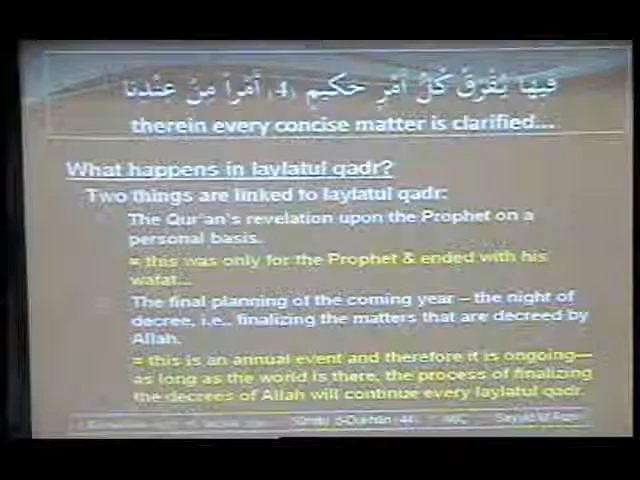 فِيهَا يُفْرَقُ كُلُّ أَمْرٍ حَكِيمٍ (4) أَمْراً مِنْ عِنْدِنَا
therein every concise matter is clarified...
What happens in laylatul qadr?
Two things are linked to laylatul qadr:
The Qur'an's revelation upon the Prophet on a
personal basis.
= this was only for the Prophet & ended with his
wafat...
The final planning of the coming year – the night of
decree, i.e., finalizing the matters that are decreed by
Allah.
= this is an annual event and therefore it is ongoing—
as long as the world is there, the process of finalizing
the decrees of Allah will continue every laylatul qadr.
Sayyid M Rizvi